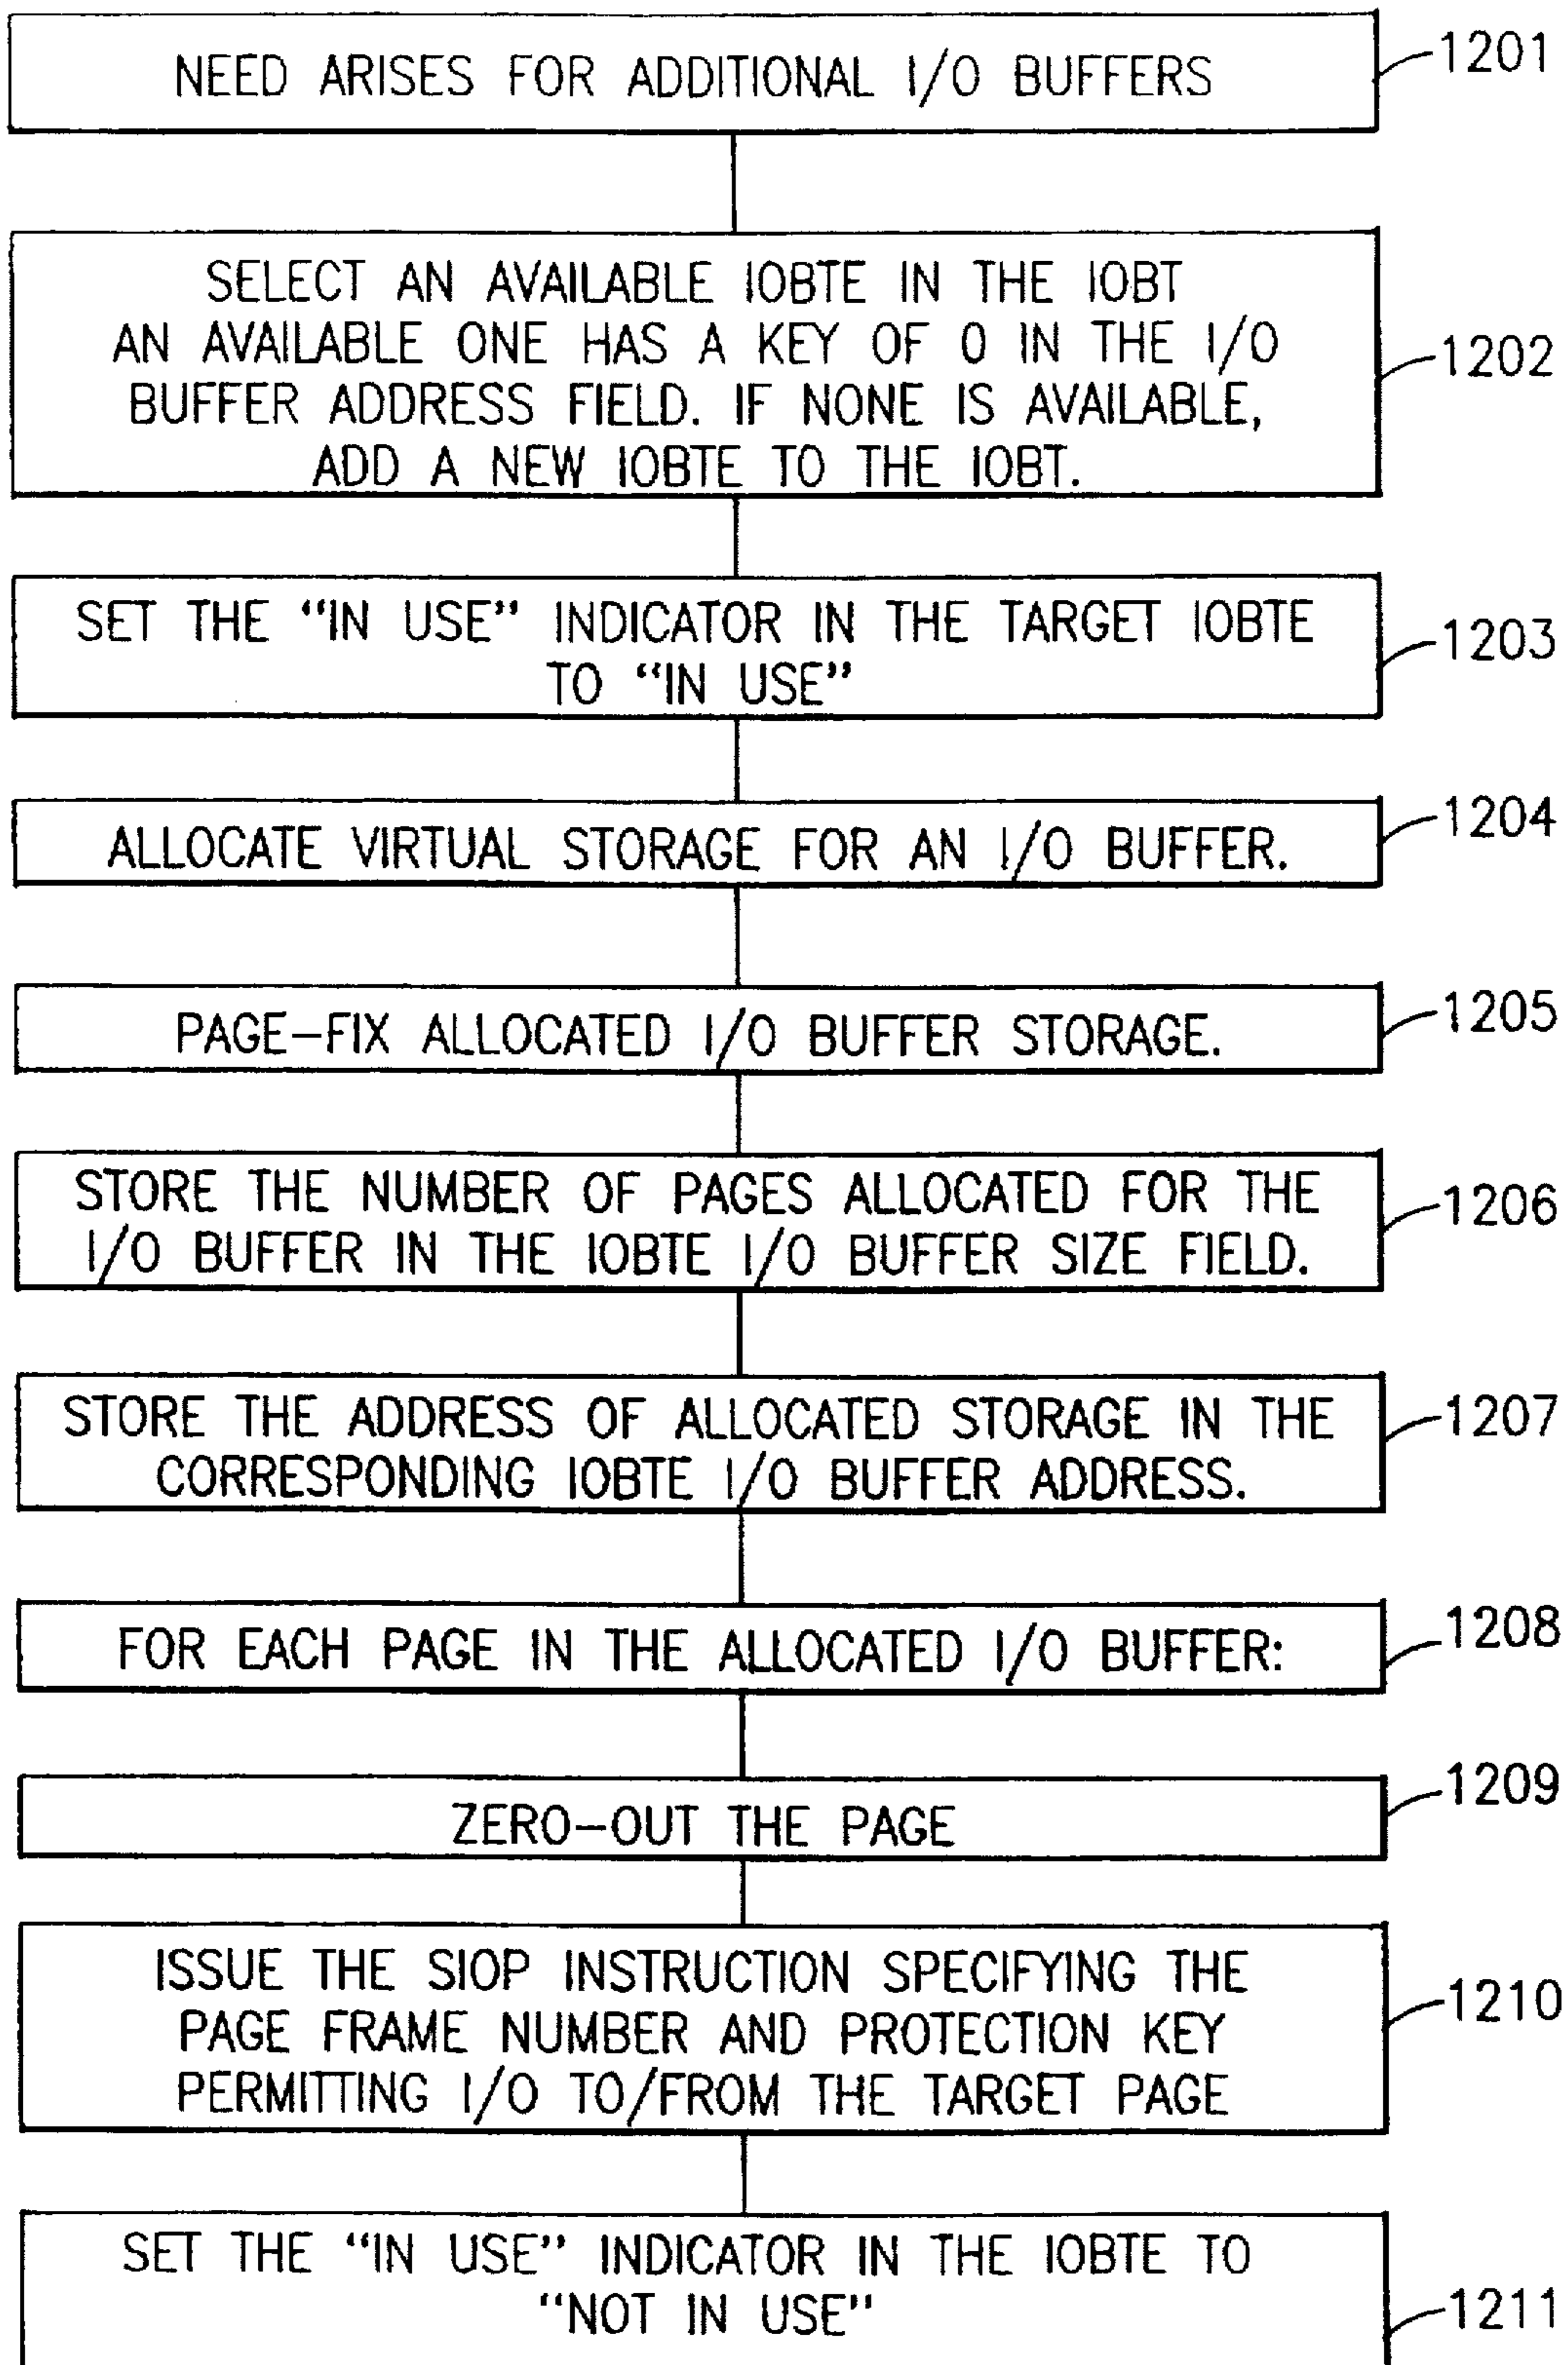 NEED ARISES FOR ADDITIONAL I/O BUFFERS
1201
SELECT AN AVAILABLE IOBTE IN THE IOBT
AN AVAILABLE ONE HAS A KEY OF 0 IN THE I/O
BUFFER ADDRESS FIELD. IF NONE IS AVAILABLE,
ADD A NEW IOBTE TO THE IOBT.
1202
SET THE “IN USE” INDICATOR IN THE TARGET IOBTE
TO “IN USE”
1203
ALLOCATE VIRTUAL STORAGE FOR AN I/O BUFFER.
1204
PAGE–FIX ALLOCATED I/O BUFFER STORAGE.
1205
STORE THE NUMBER OF PAGES ALLOCATED FOR THE
I/O BUFFER IN THE IOBTE I/O BUFFER SIZE FIELD.
1206
STORE THE ADDRESS OF ALLOCATED STORAGE IN THE
CORRESPONDING IOBTE I/O BUFFER ADDRESS.
1207
FOR EACH PAGE IN THE ALLOCATED I/O BUFFER:
1208
ZERO–OUT THE PAGE
1209
ISSUE THE SIOP INSTRUCTION SPECIFYING THE
PAGE FRAME NUMBER AND PROTECTION KEY
PERMITTING I/O TO/FROM THE TARGET PAGE
1210
SET THE “IN USE” INDICATOR IN THE IOBTE TO
“NOT IN USE”
1211